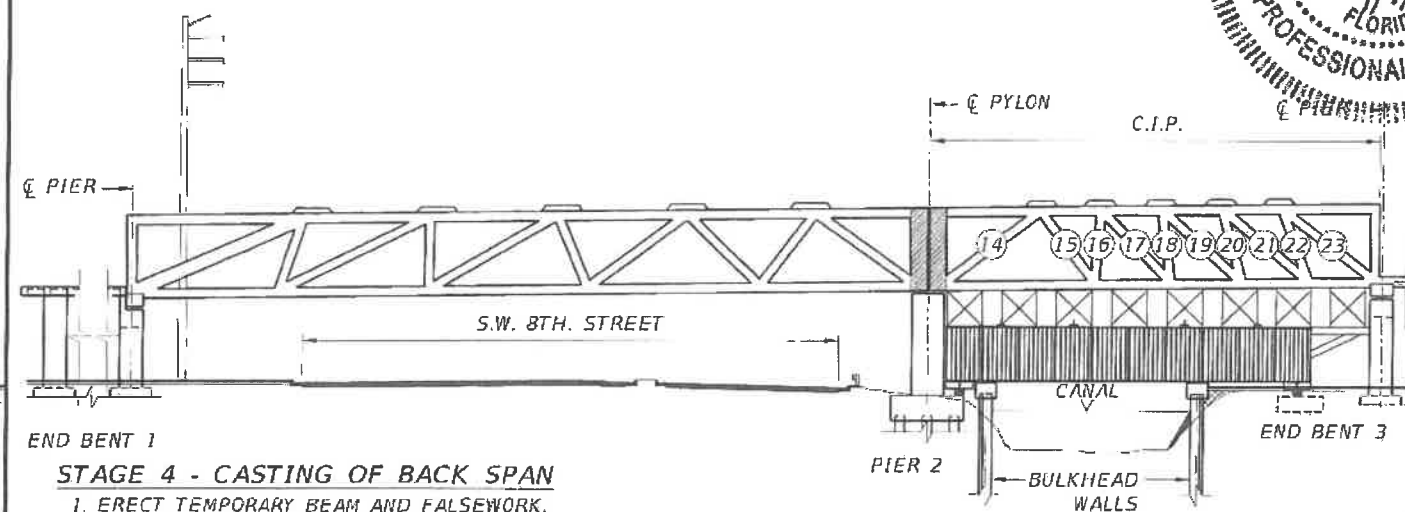 FLORID
PROFESSIONAL
℄ PYLON
℄ PIER
C.I.P.
℄ PIER
14 15 16 17 18 19 20 21 22 23
S.W. 8TH. STREET
CANAL
END BENT 1
PIER 2
END BENT 3
BULKHEAD
WALLS
STAGE 4 - CASTING OF BACK SPAN
1. ERECT TEMPORARY BEAM AND FALSEWORK.